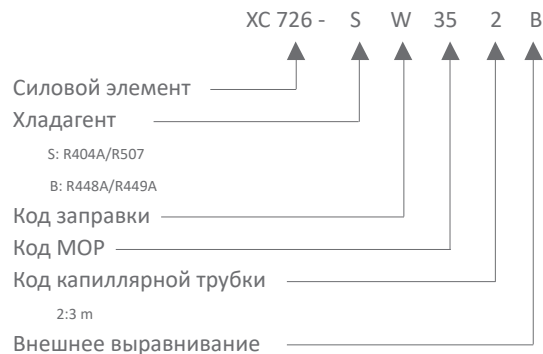 XC 726 - S W 35 2 B
Силовой элемент
Хладагент
S: R404A/R507
B: R448A/R449A
Код заправки
Код MOP
Код капиллярной трубки
2:3 m
Внешнее выравнивание